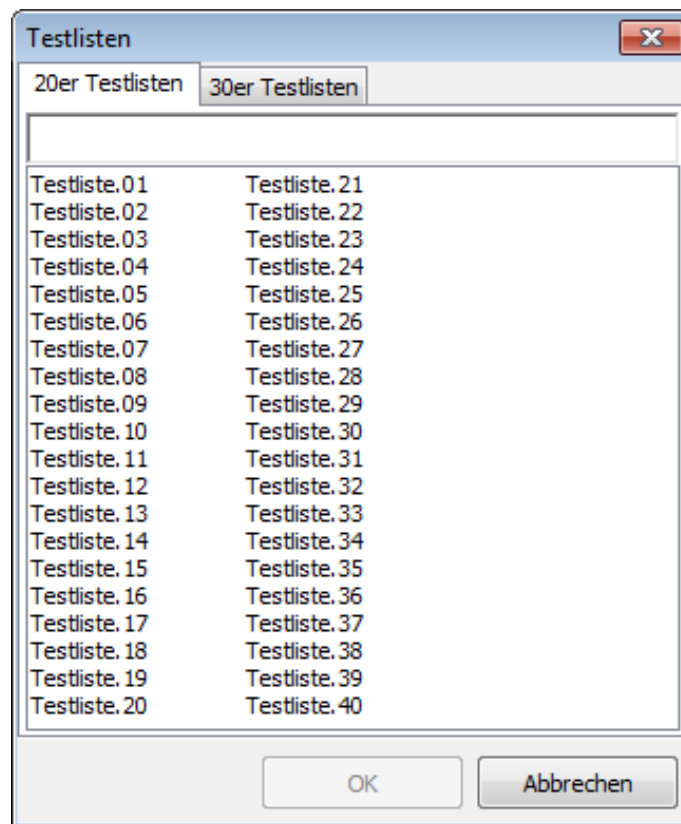 Testlisten
20er Testlisten 30er Testlisten
Testliste.01 Testliste.21
Testliste.02 Testliste.22
Testliste.03 Testliste.23
Testliste.04 Testliste.24
Testliste.05 Testliste.25
Testliste.06 Testliste.26
Testliste.07 Testliste.27
Testliste.08 Testliste.28
Testliste.09 Testliste.29
Testliste.10 Testliste.30
Testliste.11 Testliste.31
Testliste.12 Testliste.32
Testliste.13 Testliste.33
Testliste.14 Testliste.34
Testliste.15 Testliste.35
Testliste.16 Testliste.36
Testliste.17 Testliste.37
Testliste.18 Testliste.38
Testliste.19 Testliste.39
Testliste.20 Testliste.40
OK Abbrechen